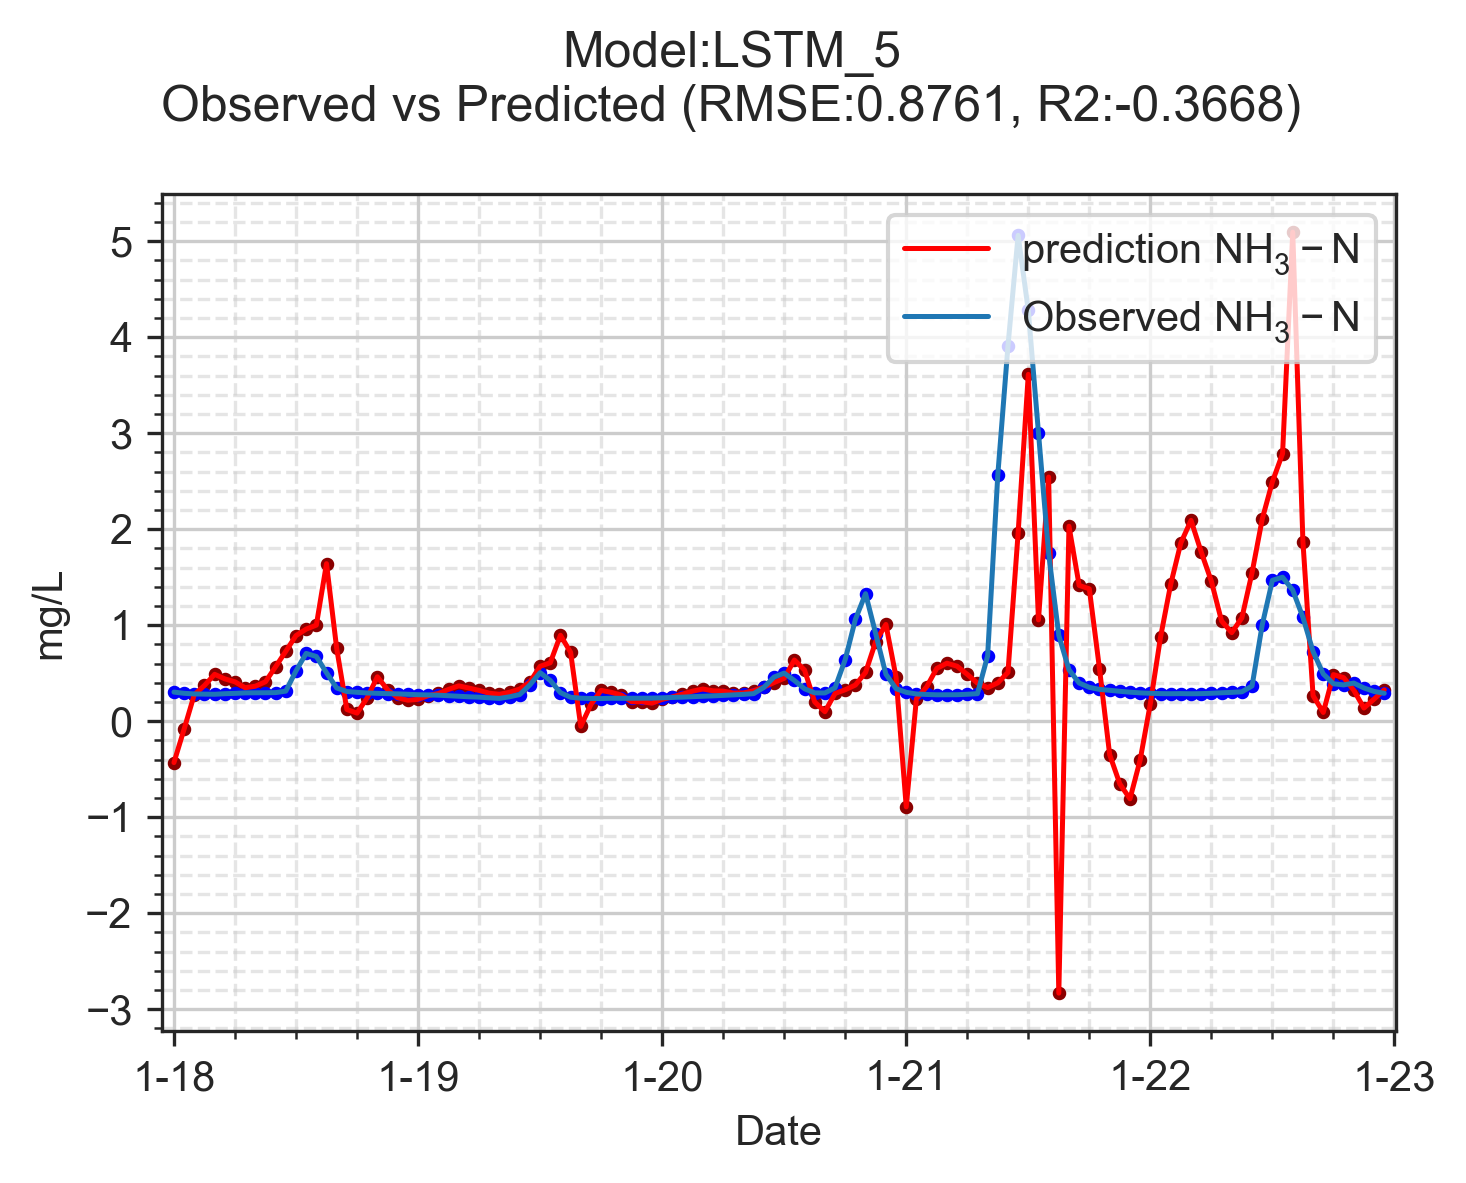 Model:LSTM_5
Observed vs Predicted (RMSE:0.8761, R2:-0.3668)
prediction NH₃ − N
Observed NH₃ − N
5
4
3
2
1
0
−1
−2
−3
mg/L
1-18 1-19 1-20 1-21 1-22 1-23
Date